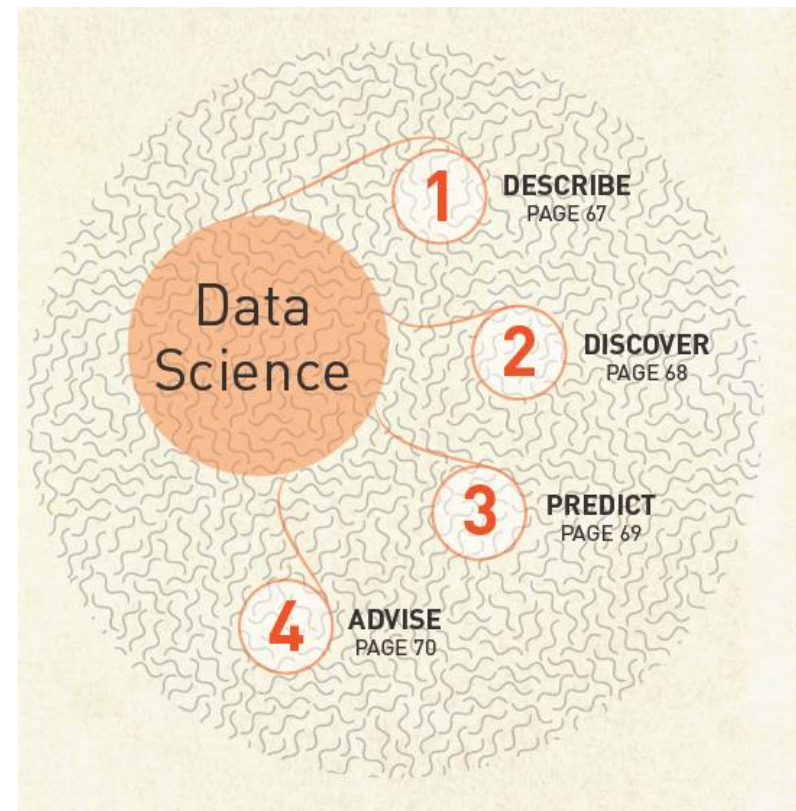 Data
Science
1
DESCRIBE
PAGE 67
2
DISCOVER
PAGE 68
3
PREDICT
PAGE 69
4
ADVISE
PAGE 70